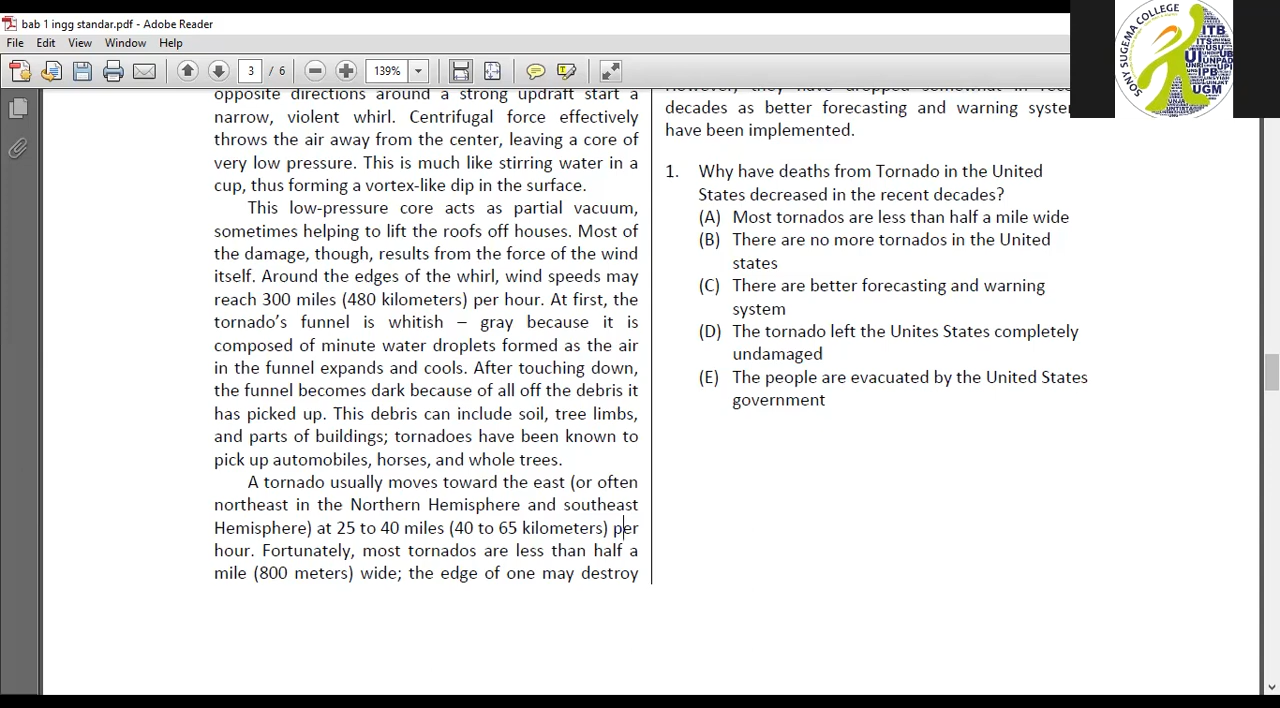 bab 1 ingg standar.pdf - Adobe Reader
File Edit View Window Help
3 / 6 139%
SONY SUGEMA COLLEGE
ITB
ITS
UI
UGM
IPB
UNPAD
opposite directions around a strong updraft start a
narrow, violent whirl. Centrifugal force effectively
throws the air away from the center, leaving a core of
very low pressure. This is much like stirring water in a
cup, thus forming a vortex-like dip in the surface.
This low-pressure core acts as partial vacuum,
sometimes helping to lift the roofs off houses. Most of
the damage, though, results from the force of the wind
itself. Around the edges of the whirl, wind speeds may
reach 300 miles (480 kilometers) per hour. At first, the
tornado's funnel is whitish – gray because it is
composed of minute water droplets formed as the air
in the funnel expands and cools. After touching down,
the funnel becomes dark because of all off the debris it
has picked up. This debris can include soil, tree limbs,
and parts of buildings; tornadoes have been known to
pick up automobiles, horses, and whole trees.
A tornado usually moves toward the east (or often
northeast in the Northern Hemisphere and southeast
Hemisphere) at 25 to 40 miles (40 to 65 kilometers) per
hour. Fortunately, most tornados are less than half a
mile (800 meters) wide; the edge of one may destroy
However, they have dropped somewhat in
decades as better forecasting and warning
have been implemented.
1. Why have deaths from Tornado in the United
States decreased in the recent decades?
(A) Most tornados are less than half a mile wide
(B) There are no more tornados in the United
states
(C) There are better forecasting and warning
system
(D) The tornado left the Unites States completely
undamaged
(E) The people are evacuated by the United States
government